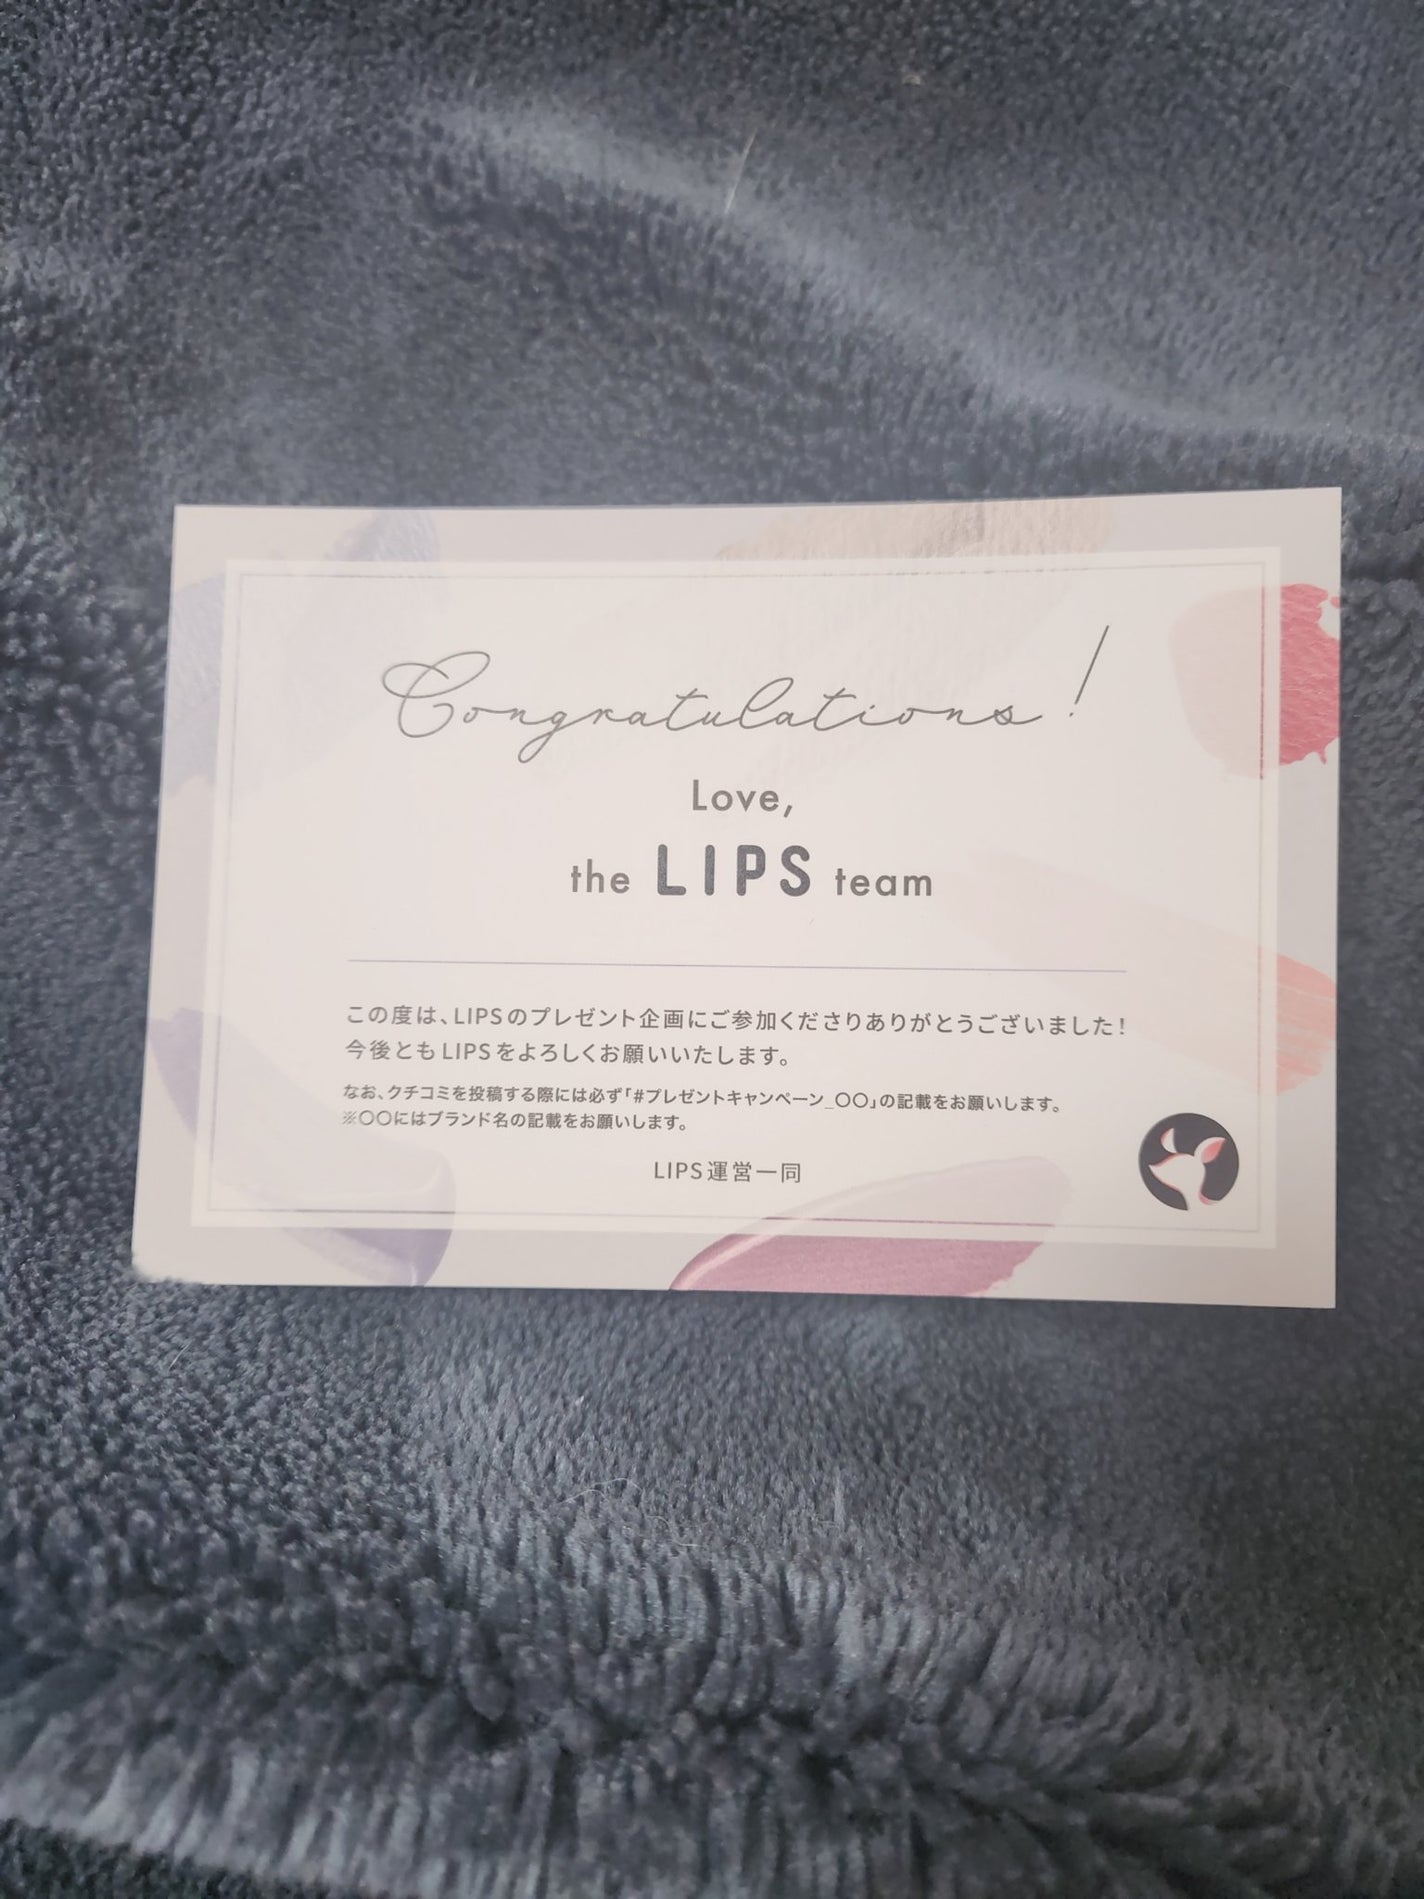 Congratulations!
Love,
the LIPS team
この度は、LIPSのプレゼント企画にご参加くださりありがとうございました！
今後ともLIPSをよろしくお願いいたします。
なお、クチコミを投稿する際には必ず「#プレゼントキャンペーン_〇〇」の記載をお願いします。
※〇〇にはブランド名の記載をお願いします。
LIPS運営一同